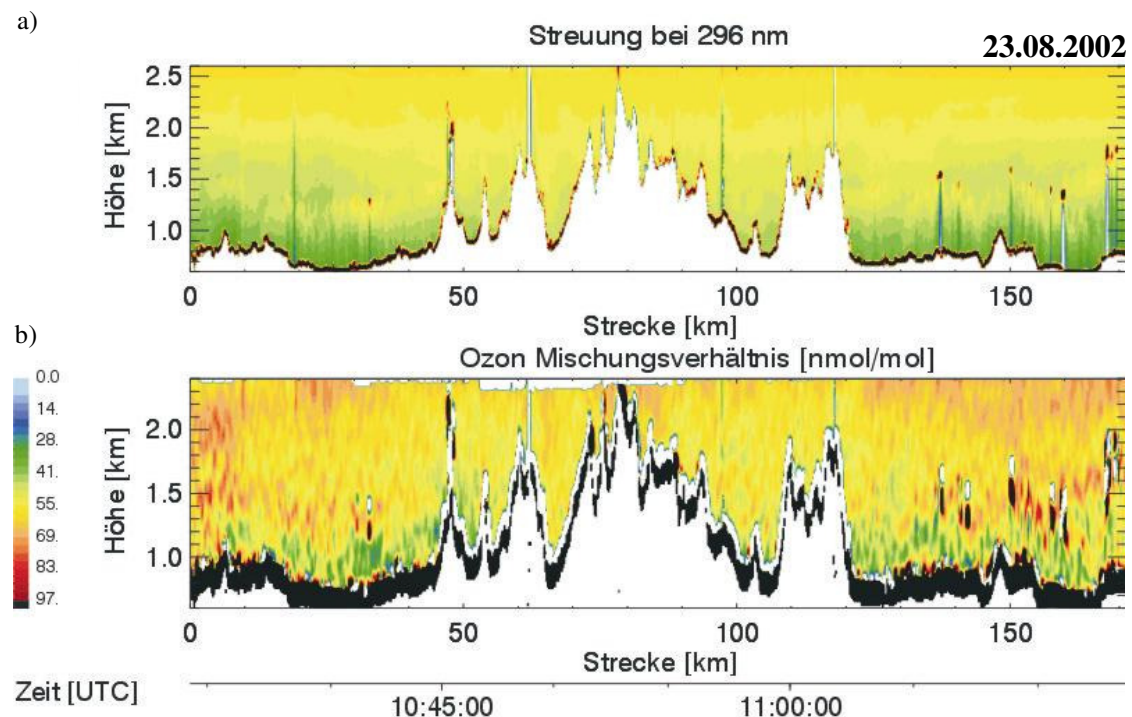 a)
Streuung bei 296 nm
23.08.2002
Höhe [km]
2.5
2.0
1.5
1.0
0 50 100 150
Strecke [km]
b)
Ozon Mischungsverhältnis [nmol/mol]
0.0
14.
28.
41.
55.
69.
83.
97.
Höhe [km]
2.0
1.5
1.0
0 50 100 150
Strecke [km]
Zeit [UTC]
10:45:00 11:00:00